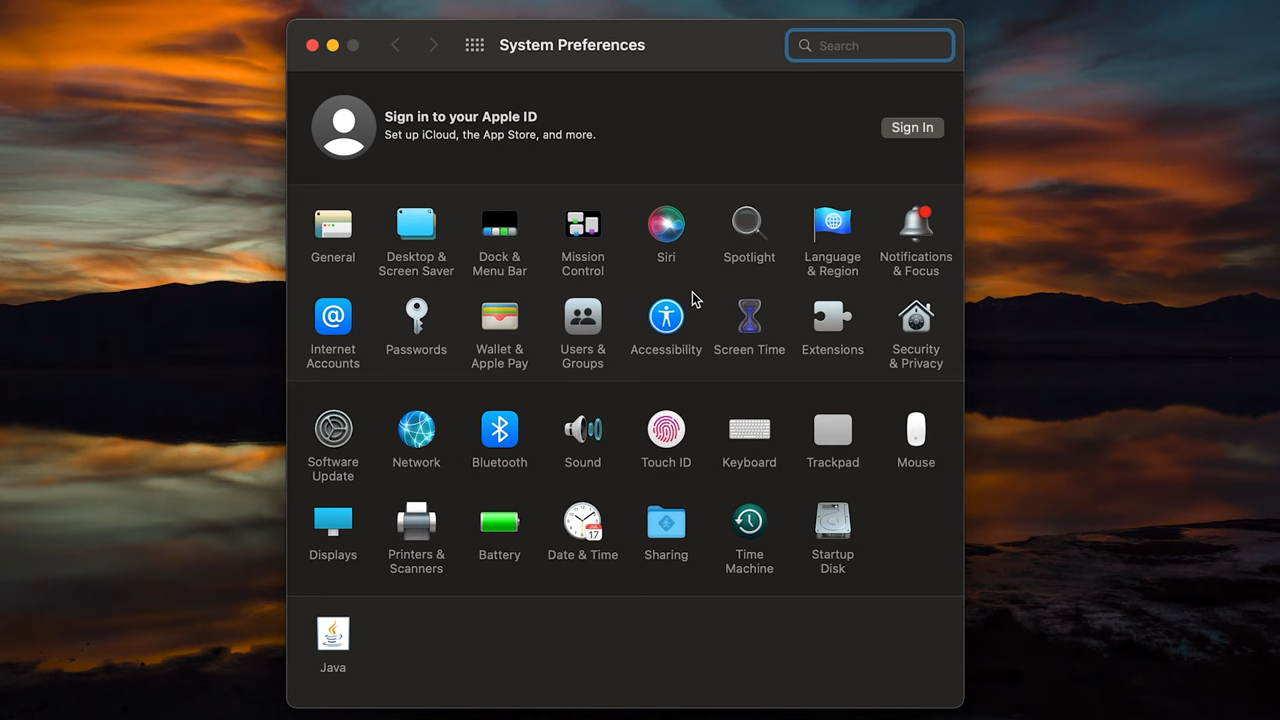 System Preferences
Search
Sign in to your Apple ID
Set up iCloud, the App Store, and more.
Sign In
General
Desktop &
Screen Saver
Dock &
Menu Bar
Mission
Control
Siri
Spotlight
Language
& Region
Notifications
& Focus
Internet
Accounts
Passwords
Wallet &
Apple Pay
Users &
Groups
Accessibility
Screen Time
Extensions
Security
& Privacy
Software
Update
Network
Bluetooth
Sound
Touch ID
Keyboard
Trackpad
Mouse
Displays
Printers &
Scanners
Battery
17
Date & Time
Sharing
Time
Machine
Startup
Disk
Java